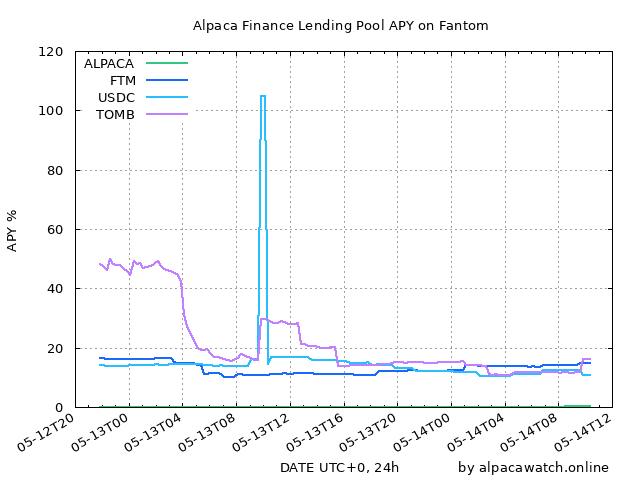 Alpaca Finance Lending Pool APY on Fantom
APY %
120
100
80
60
40
20
0
ALPACA
FTM
USDC
TOMB
05-12T20
05-13T00
05-13T04
05-13T08
05-13T12
05-13T16
05-13T20
05-14T00
05-14T04
05-14T08
05-14T12
DATE UTC+0, 24h
by alpacawatch.online